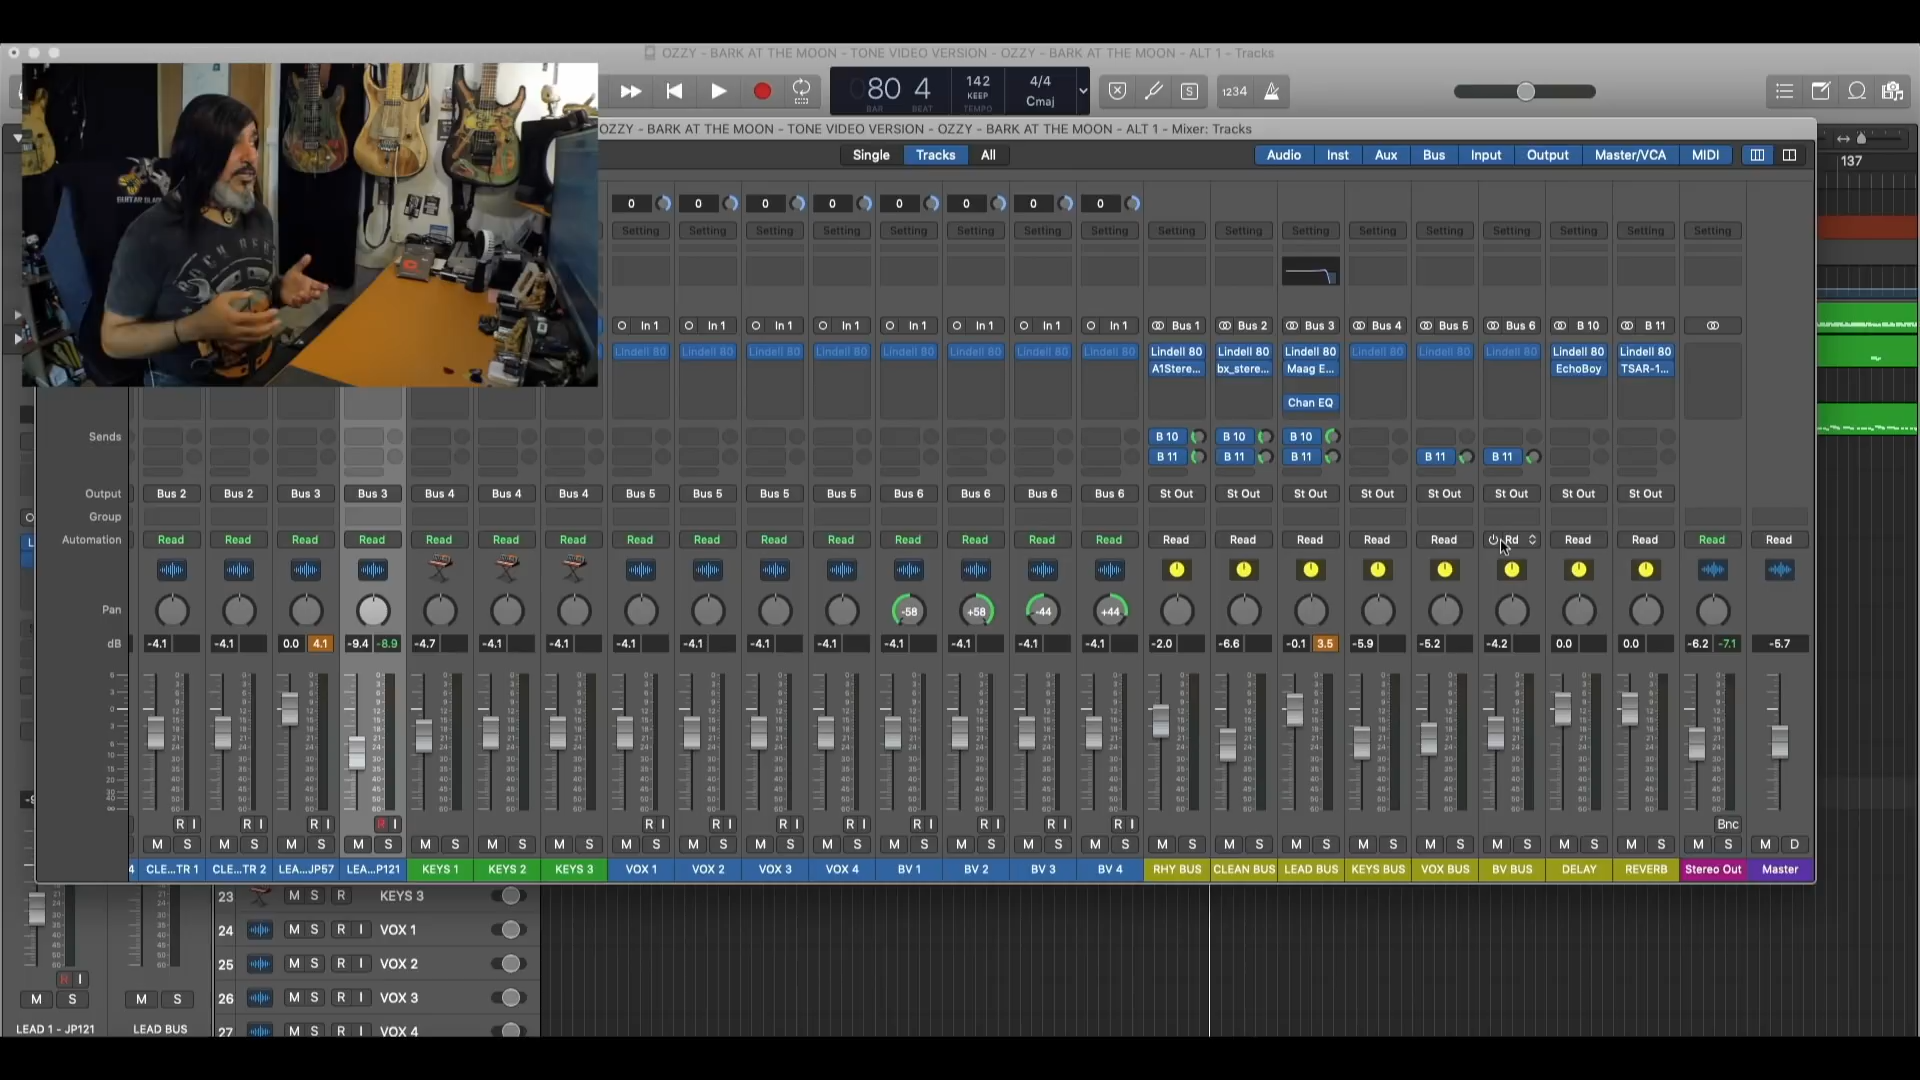 OZZY - BARK AT THE MOON - TONE VIDEO VERSION - OZZY - BARK AT THE MOON - ALT 1 - Tracks
80 4 142 KEEP TEMPO 4/4 Cmaj
BAR BEAT
S 1234
OZZY - BARK AT THE MOON - TONE VIDEO VERSION - OZZY - BARK AT THE MOON - ALT 1 - Mixer: Tracks
Single Tracks All Audio Inst Aux Bus Input Output Master/VCA MIDI
137
0 0 0 0 0 0 0 0
Setting Setting Setting Setting Setting Setting Setting Setting Setting Setting Setting Setting Setting Setting Setting Setting Setting
In 1 In 1 In 1 In 1 In 1 In 1 In 1 In 1 Bus 1 Bus 2 Bus 3 Bus 4 Bus 5 Bus 6 B 10 B 11
Lindell 80 Lindell 80 Lindell 80 Lindell 80 Lindell 80 Lindell 80 Lindell 80 Lindell 80 Lindell 80 Lindell 80 Lindell 80 Lindell 80 Lindell 80 Lindell 80 Lindell 80 Lindell 80
A1Stere... bx_stere... Maag E... EchoBoy TSAR-1...
Chan EQ
Sends B 10 B 10 B 10
B 11 B 11 B 11 B 11 B 11
Output Bus 2 Bus 2 Bus 3 Bus 3 Bus 4 Bus 4 Bus 4 Bus 5 Bus 5 Bus 5 Bus 5 Bus 6 Bus 6 Bus 6 Bus 6 St Out St Out St Out St Out St Out St Out St Out St Out
Group
Automation Read Read Read Read Read Read Read Read Read Read Read Read Read Read Read Read Read Read Read Read Rd Read Read Read Read
Pan -58 +58 -44 +44
dB -4.1 -4.1 0.0 4.1 -9.4 -8.9 -4.7 -4.1 -4.1 -4.1 -4.1 -4.1 -4.1 -4.1 -4.1 -4.1 -4.1 -2.0 -6.6 -0.1 3.5 -5.9 -5.2 -4.2 0.0 0.0 -6.2 -7.1 -5.7
R I R I R I R I R I R I R I R I R I R I R I R I Bnc
M S M S M S M S M S M S M S M S M S M S M S M S M S M S M S M S M S M S M S M S M S M S M S M S M D
4 CLE...TR 1 CLE...TR 2 LEA...JP57 LEA...P121 KEYS 1 KEYS 2 KEYS 3 VOX 1 VOX 2 VOX 3 VOX 4 BV 1 BV 2 BV 3 BV 4 RHY BUS CLEAN BUS LEAD BUS KEYS BUS VOX BUS BV BUS DELAY REVERB Stereo Out Master
23 M S R KEYS 3
24 M S R I VOX 1
25 M S R I VOX 2
R I
M S M S 26 M S R I VOX 3
LEAD 1 - JP121 LEAD BUS 27 M S R I VOX 4